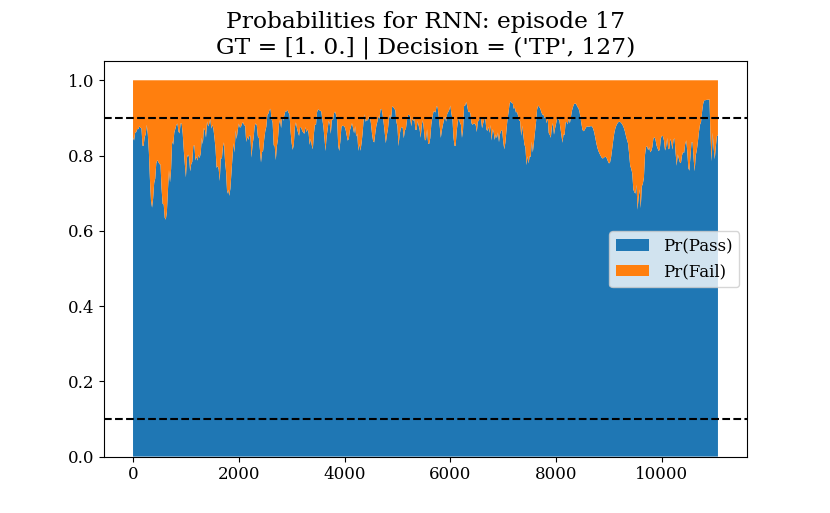 Probabilities for RNN: episode 17
GT = [1. 0.] | Decision = ('TP', 127)
1.0
0.8
0.6
0.4
0.2
0.0
Pr(Pass)
Pr(Fail)
0 2000 4000 6000 8000 10000